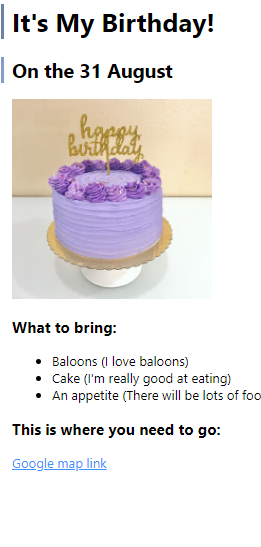 It's My Birthday!
On the 31 August
happy
birthday
What to bring:
Baloons (I love baloons)
Cake (I'm really good at eating)
An appetite (There will be lots of foo
This is where you need to go:
Google map link